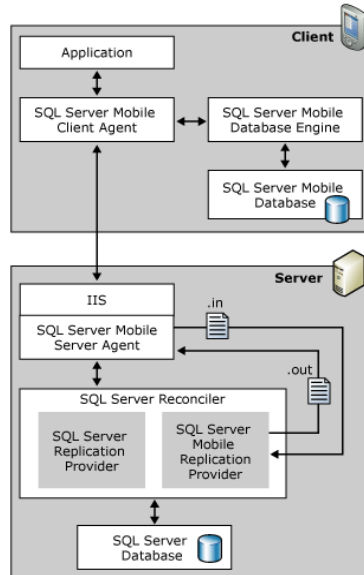 Client
Application
SQL Server Mobile
Client Agent
SQL Server Mobile
Database Engine
SQL Server Mobile
Database
Server
IIS
SQL Server Mobile
Server Agent
.in
.out
SQL Server Reconciler
SQL Server
Replication
Provider
SQL Server
Mobile
Replication
Provider
SQL Server
Database